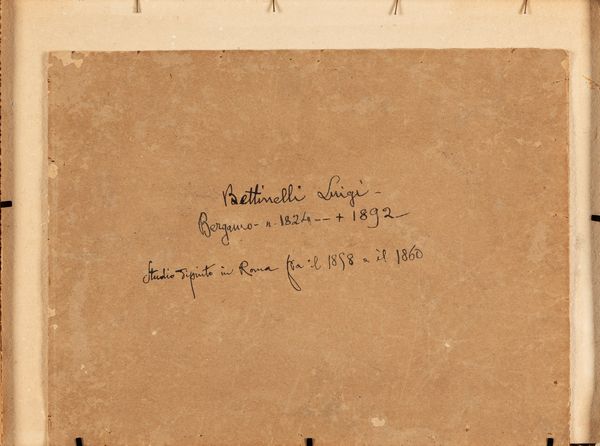 Bettinelli Luigi -
Bergamo - n. 1824 -- + 1892 -
Studio dipinto in Roma fra il 1858 e il 1860